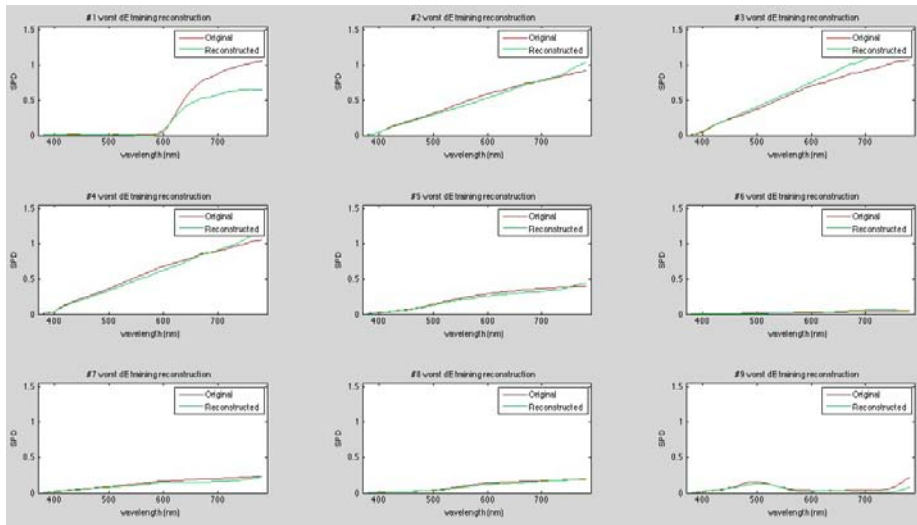 #1 worst dE training reconstruction
1.5
1
0.5
0
SPD
Original
Reconstructed
400 500 600 700
wavelength (nm)
#2 worst dE training reconstruction
1.5
1
0.5
0
SPD
Original
Reconstructed
400 500 600 700
wavelength (nm)
#3 worst dE training reconstruction
1.5
1
0.5
0
SPD
Original
Reconstructed
400 500 600 700
wavelength (nm)
#4 worst dE training reconstruction
1.5
1
0.5
0
SPD
Original
Reconstructed
400 500 600 700
wavelength (nm)
#5 worst dE training reconstruction
1.5
1
0.5
0
SPD
Original
Reconstructed
400 500 600 700
wavelength (nm)
#6 worst dE training reconstruction
1.5
1
0.5
0
SPD
Original
Reconstructed
400 500 600 700
wavelength (nm)
#7 worst dE training reconstruction
1.5
1
0.5
0
SPD
Original
Reconstructed
400 500 600 700
wavelength (nm)
#8 worst dE training reconstruction
1.5
1
0.5
0
SPD
Original
Reconstructed
400 500 600 700
wavelength (nm)
#9 worst dE training reconstruction
1.5
1
0.5
0
SPD
Original
Reconstructed
400 500 600 700
wavelength (nm)